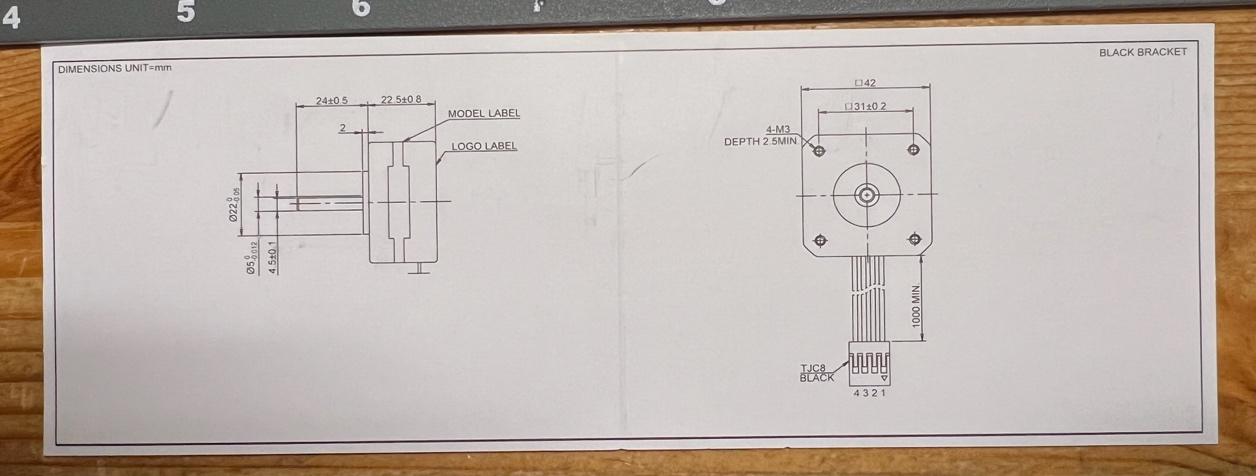 4
5
6
DIMENSIONS UNIT=mm
BLACK BRACKET
24±0.5
22.5±0.8
2
MODEL LABEL
LOGO LABEL
Ø22 0 -0.05
Ø5 0 -0.012
4.5±0.1
□42
□31±0.2
4-M3
DEPTH 2.5MIN
1000 MIN.
TJC8
BLACK
4 3 2 1